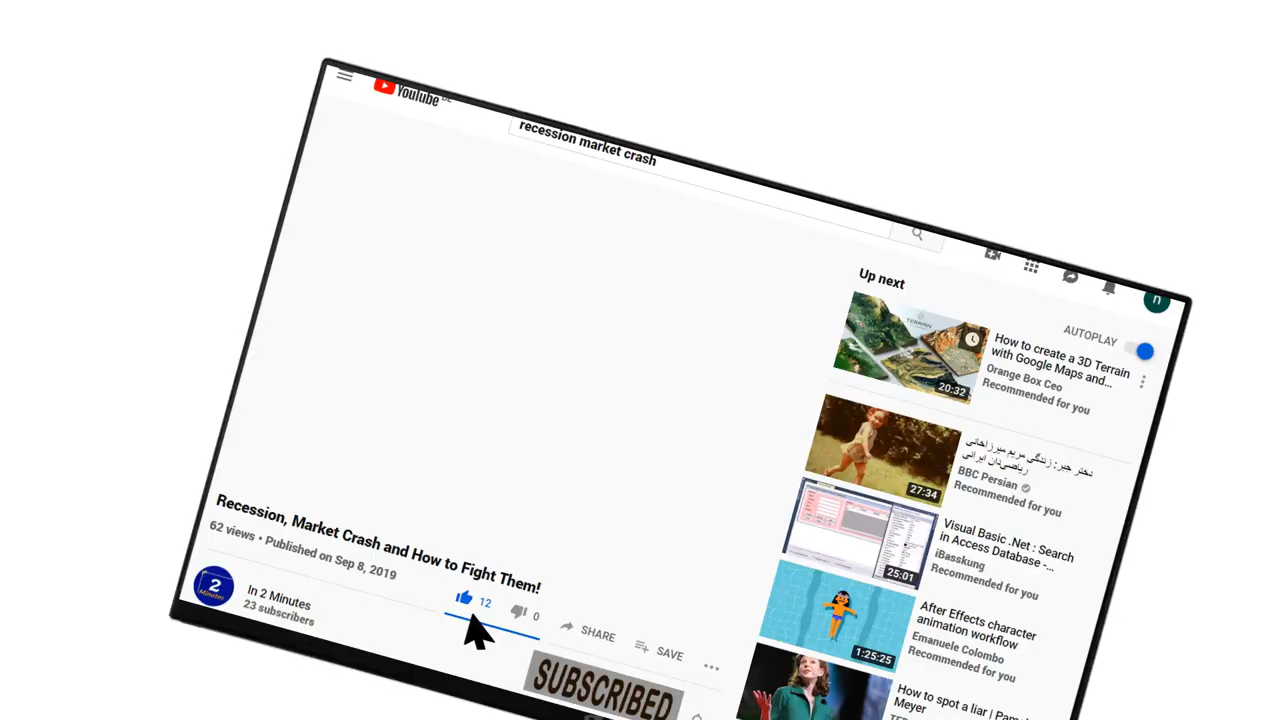 YouTube
recession market crash
Up next
AUTOPLAY
TERRAIN
20:32
How to create a 3D Terrain
with Google Maps and...
Orange Box Ceo
Recommended for you
27:34
دختر جبر: زندگی مریم میرزاخانی
ریاضی‌دان ایرانی
BBC Persian
Recommended for you
25:01
Visual Basic .Net : Search
in Access Database -...
iBasskung
Recommended for you
1:25:25
After Effects character
animation workflow
Emanuele Colombo
Recommended for you
How to spot a liar |
Meyer
Recession, Market Crash and How to Fight Them!
62 views • Published on Sep 8, 2019
12
0
SHARE
SAVE
2
Minutes
In 2 Minutes
23 subscribers
SUBSCRIBED
n